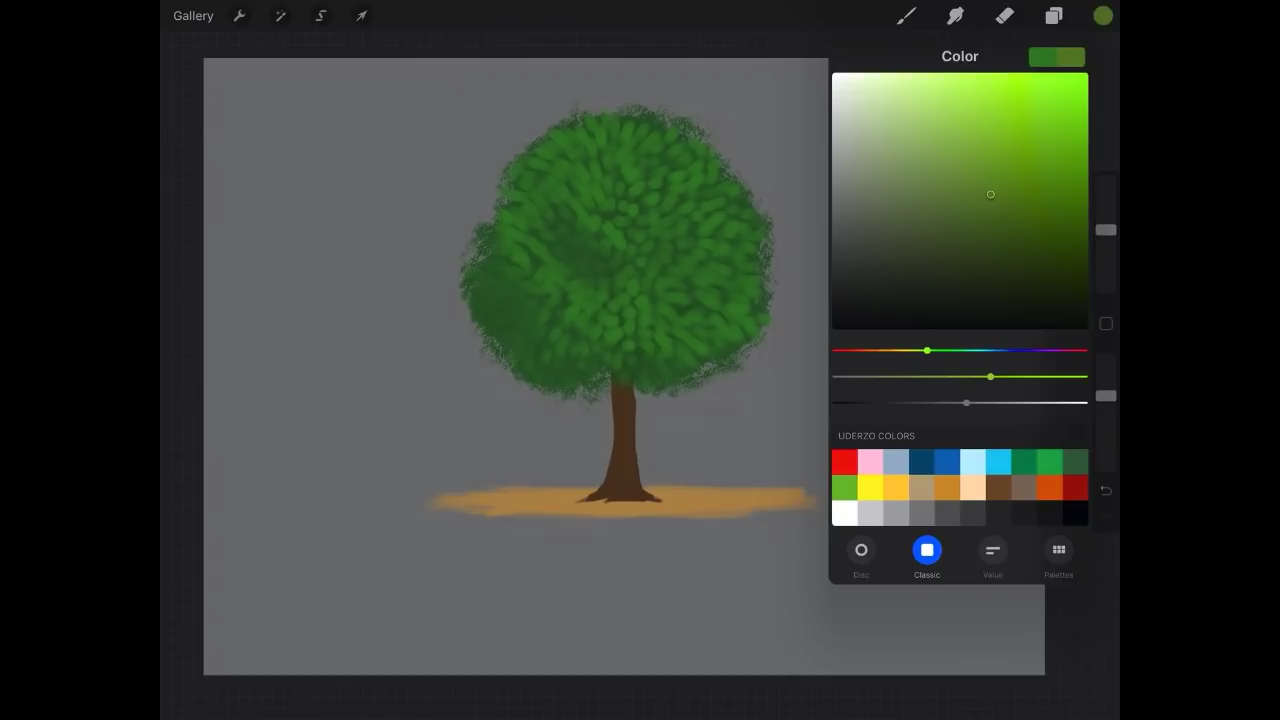 Gallery
Color
UDERZO COLORS
Disc
Classic
Value
Palettes